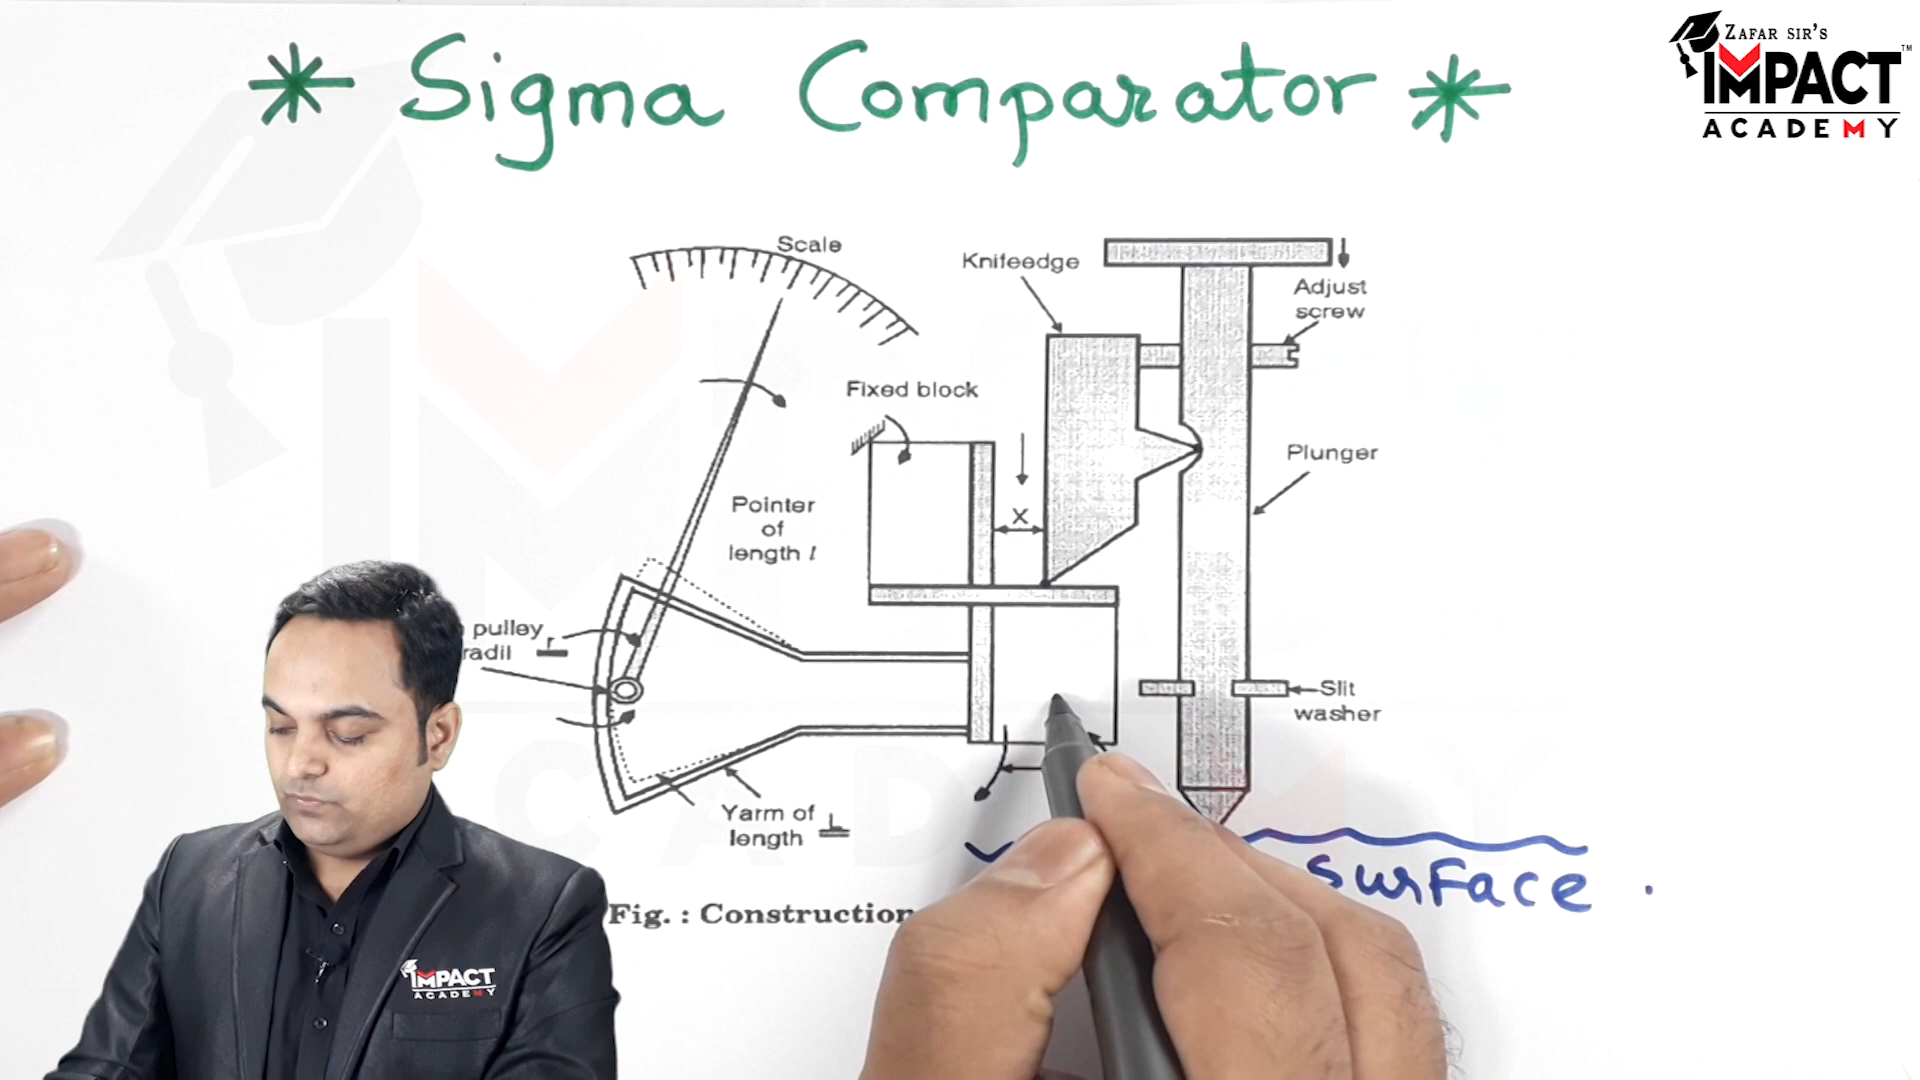 * Sigma Comparator *
ZAFAR SIR'S
IMPACT™
ACADEMY
Scale
Knifeedge
Adjust
screw
Fixed block
Pointer
of
length l
X
Plunger
pulley r
radii
Slit
washer
Yarm of
length L
surface .
Fig. : Construction
IMPACT
ACADEMY